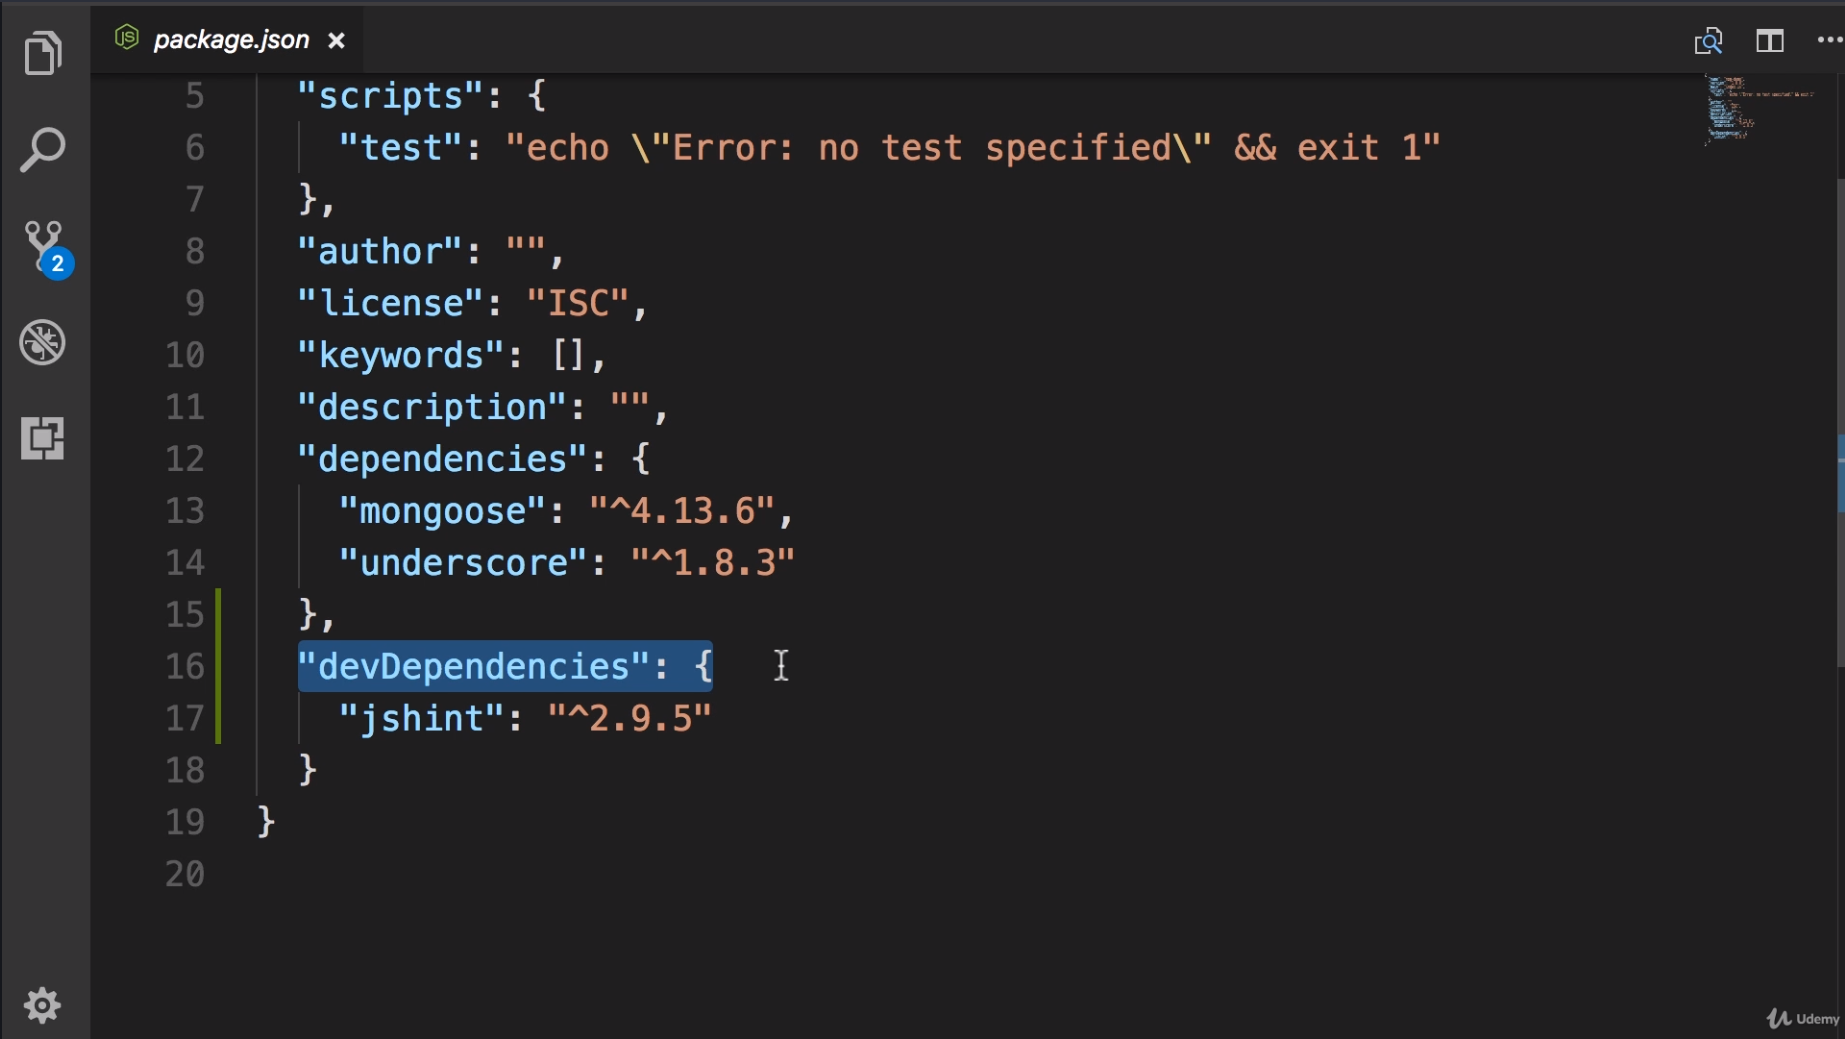 package.json
5 "scripts": {
6 "test": "echo \"Error: no test specified\" && exit 1"
7 },
8 "author": "",
9 "license": "ISC",
10 "keywords": [],
11 "description": "",
12 "dependencies": {
13 "mongoose": "^4.13.6",
14 "underscore": "^1.8.3"
15 },
16 "devDependencies": {
17 "jshint": "^2.9.5"
18 }
19 }
20
2
Udemy